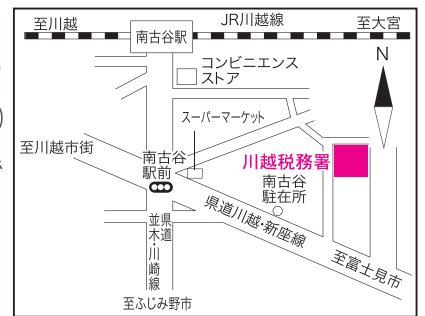 至川越
JR川越線
至大宮
南古谷駅
コンビニエンス
ストア
N
スーパーマーケット
至川越市街
南古谷
駅前
川越税務署
南古谷
駐在所
県道川越・新座線
県道
並木川崎線
至富士見市
至ふじみ野市